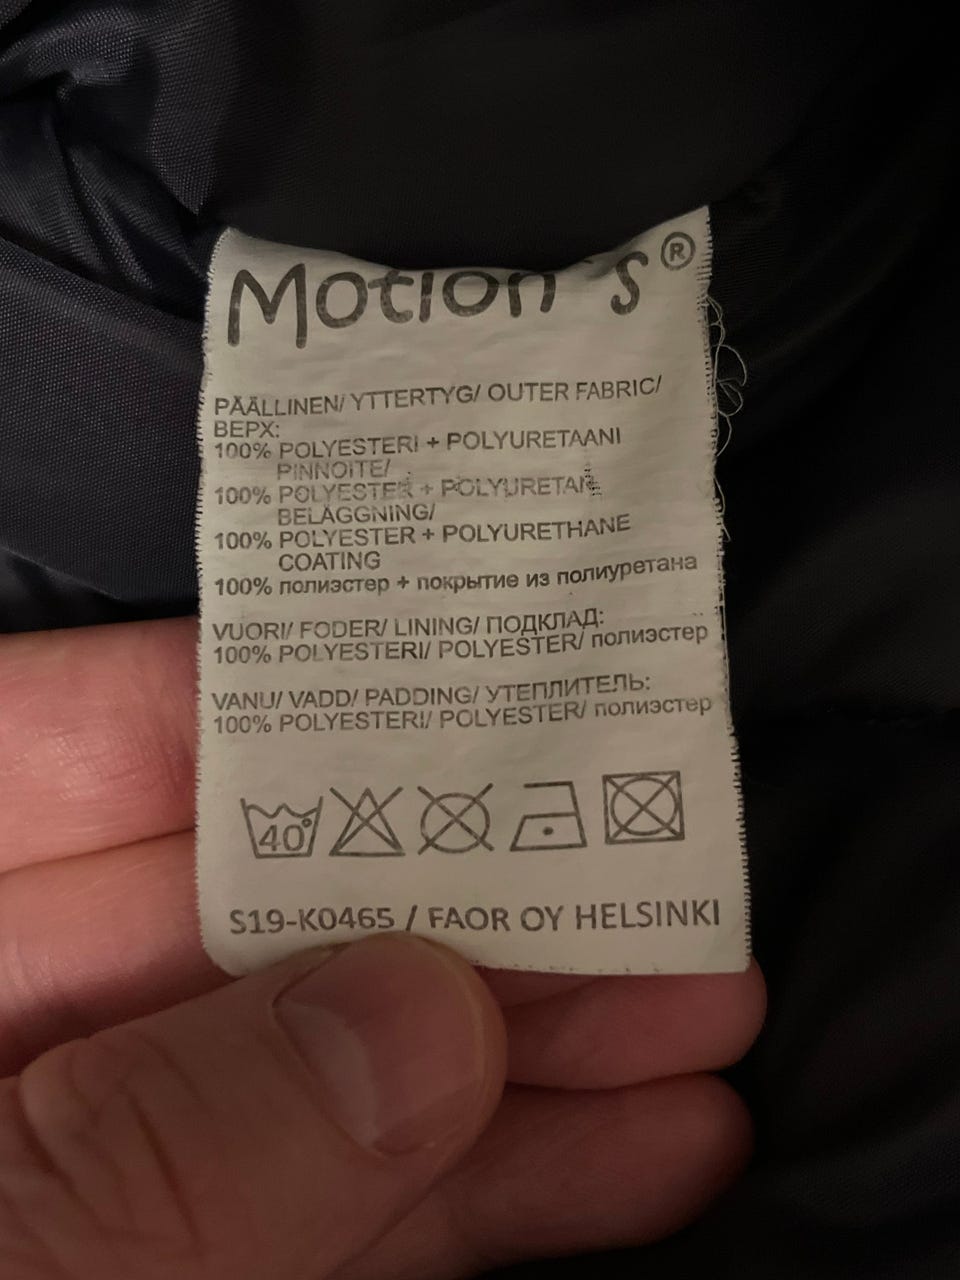 Motion´s®
PÄÄLLINEN/ YTTERTYG/ OUTER FABRIC/
ВЕРХ:
100% POLYESTERI + POLYURETAANI
PINNOITE/
100% POLYESTER + POLYURETAN
BELÄGGNING/
100% POLYESTER + POLYURETHANE
COATING
100% полиэстер + покрытие из полиуретана
VUORI/ FODER/ LINING/ ПОДКЛАД:
100% POLYESTERI/ POLYESTER/ полиэстер
VANU/ VADD/ PADDING/ УТЕПЛИТЕЛЬ:
100% POLYESTERI/ POLYESTER/ полиэстер
40°
S19-K0465 / FAOR OY HELSINKI